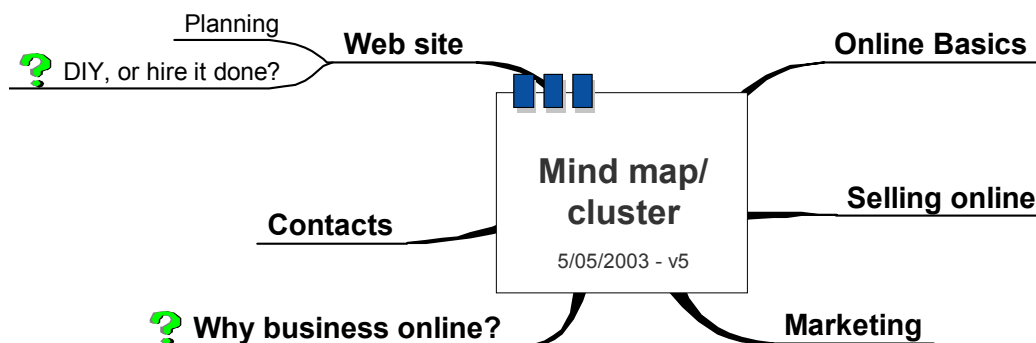 Planning
DIY, or hire it done?
Web site
Online Basics
Mind map/
cluster
5/05/2003 - v5
Selling online
Contacts
Why business online?
Marketing